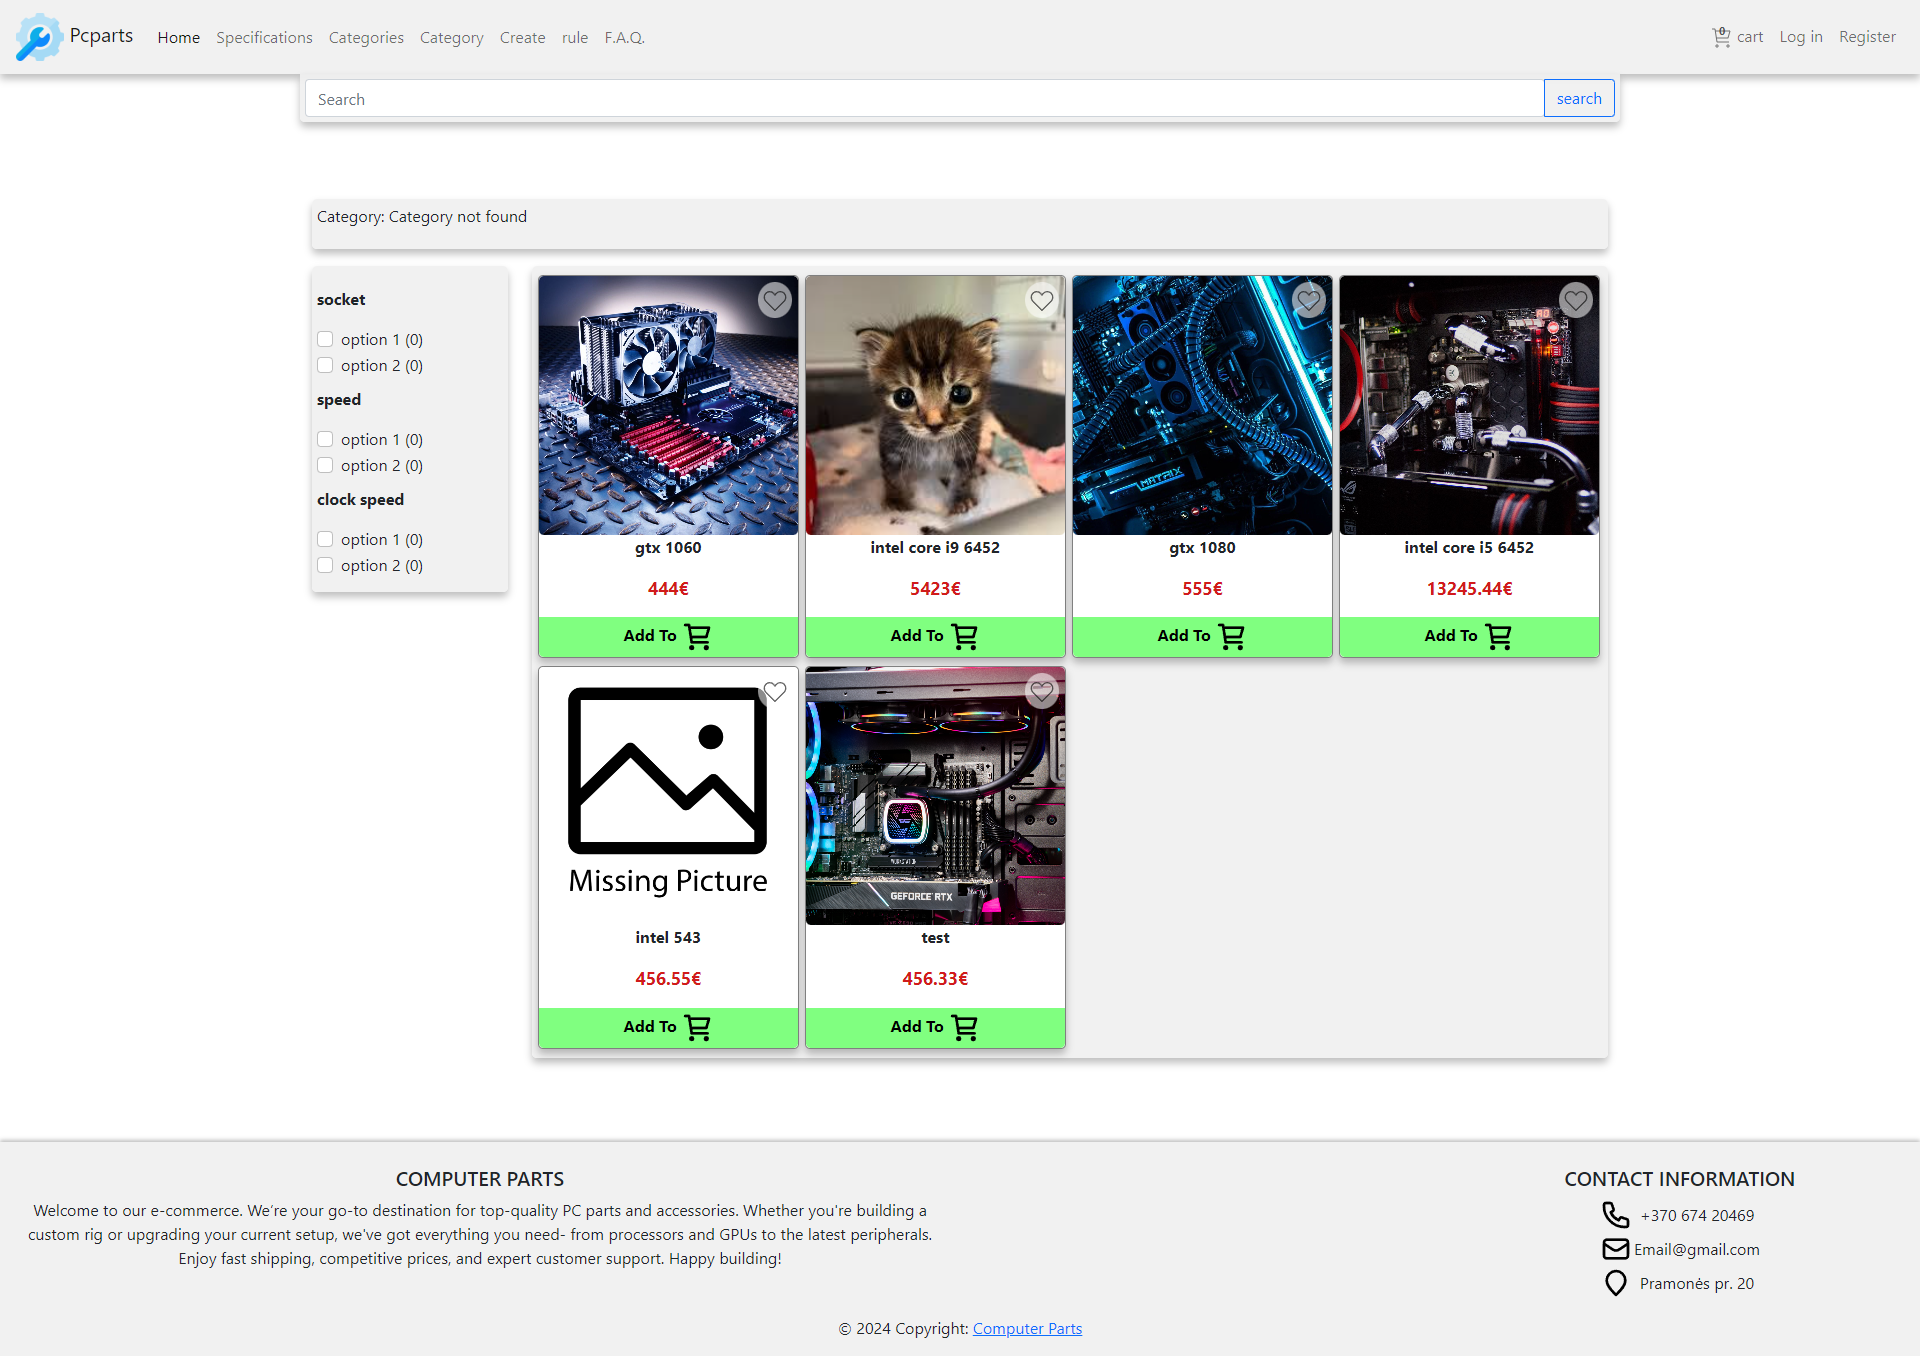 Pcparts Home Specifications Categories Category Create rule F.A.Q. 0 cart Log in Register
Search search
Category: Category not found
socket
option 1 (0)
option 2 (0)
speed
option 1 (0)
option 2 (0)
clock speed
option 1 (0)
option 2 (0)
MATRIX
gtx 1060
444€
Add To
intel core i9 6452
5423€
Add To
gtx 1080
555€
Add To
intel core i5 6452
13245.44€
Add To
Missing Picture
intel 543
456.55€
Add To
GEFORCE RTX
test
456.33€
Add To
COMPUTER PARTS
Welcome to our e-commerce. We’re your go-to destination for top-quality PC parts and accessories. Whether you're building a
custom rig or upgrading your current setup, we've got everything you need- from processors and GPUs to the latest peripherals.
Enjoy fast shipping, competitive prices, and expert customer support. Happy building!
CONTACT INFORMATION
+370 674 20469
Email@gmail.com
Pramonės pr. 20
© 2024 Copyright: Computer Parts